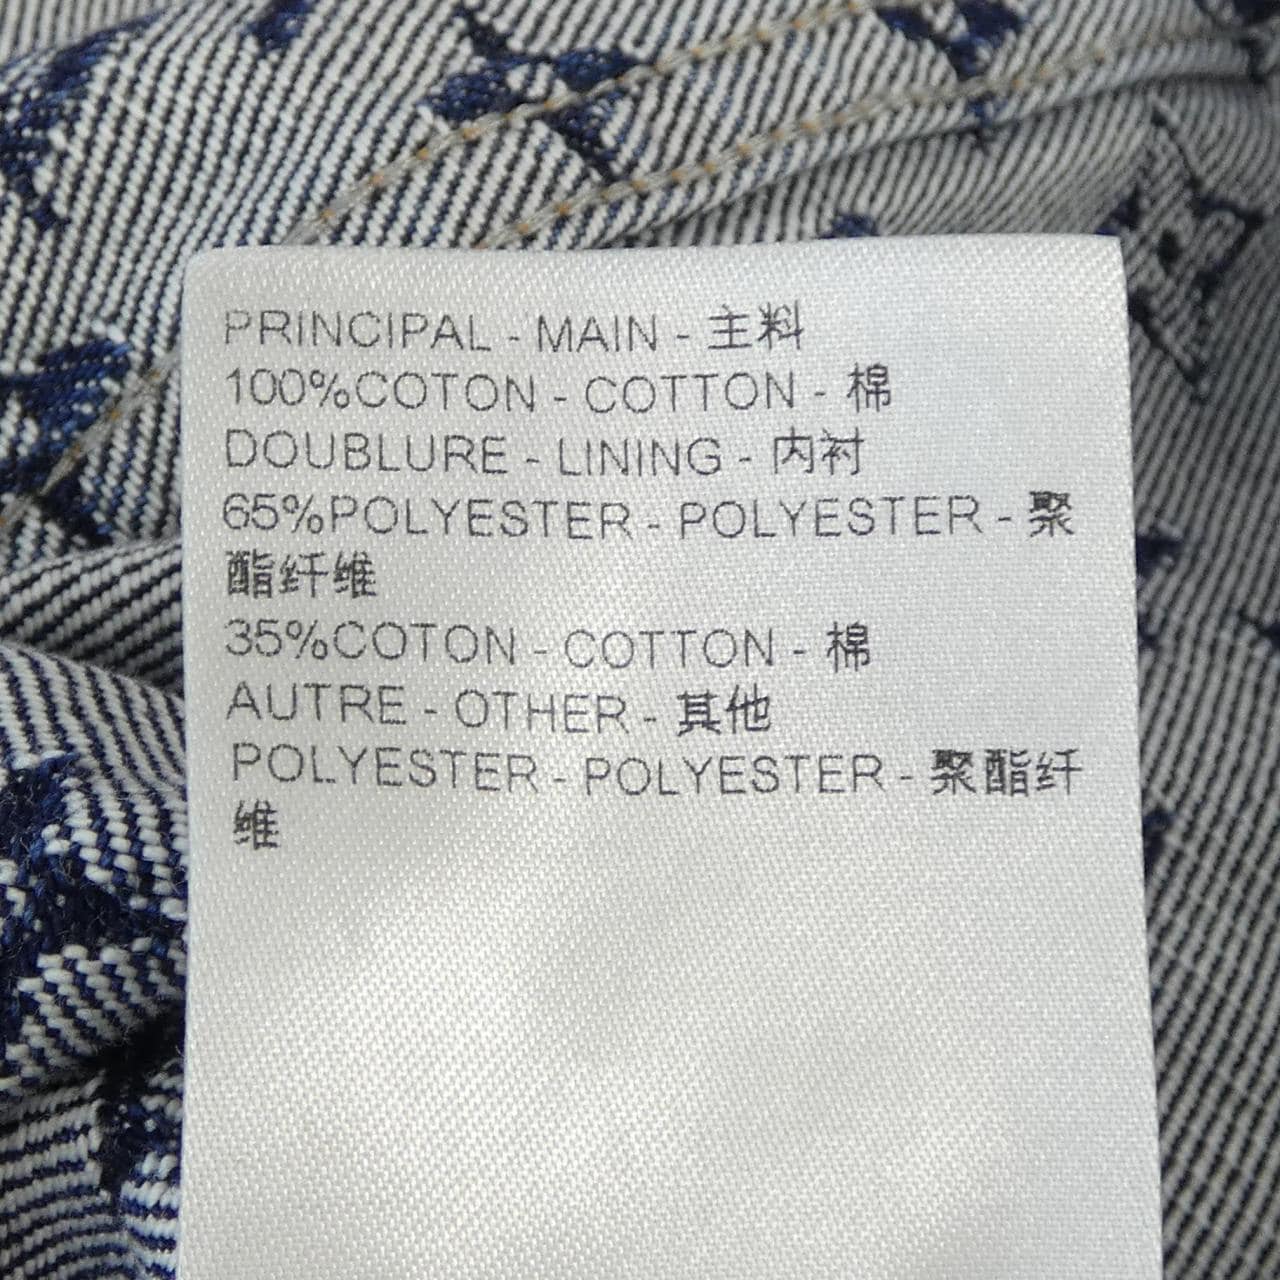 PRINCIPAL - MAIN - 主料
100%COTON - COTTON - 棉
DOUBLURE - LINING - 内衬
65%POLYESTER - POLYESTER - 聚
酯纤维
35%COTON - COTTON - 棉
AUTRE - OTHER - 其他
POLYESTER - POLYESTER - 聚酯纤
维